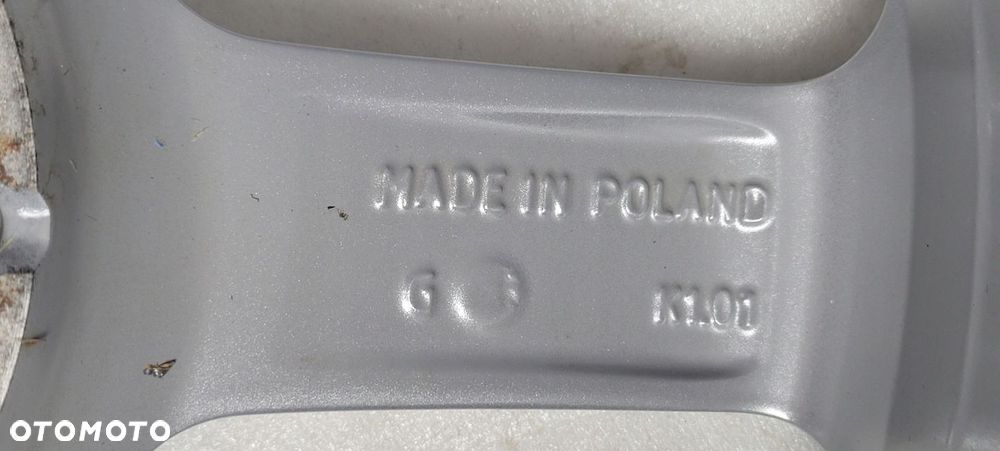 MADE IN POLAND
G K1.01
OTOMOTO